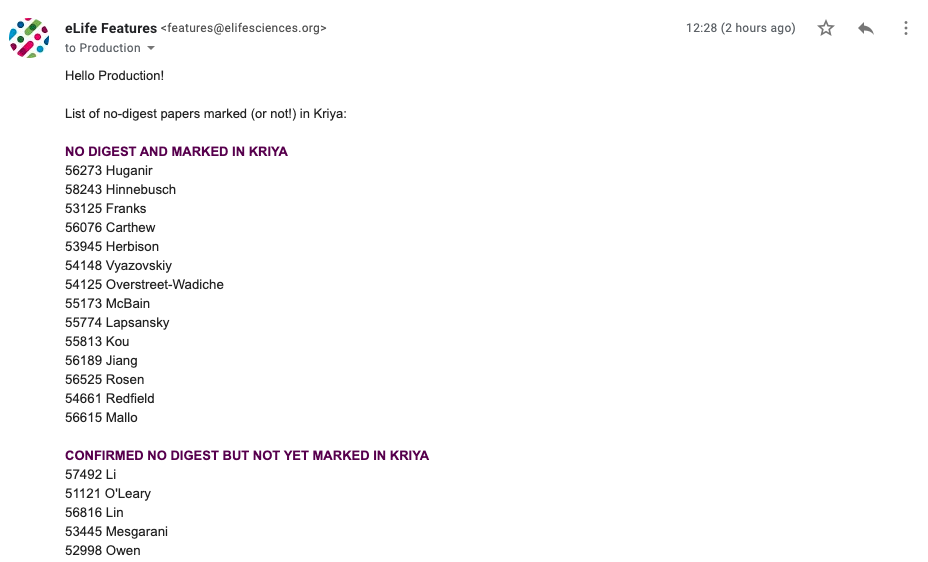 eLife Features <features@elifesciences.org>
12:28 (2 hours ago)
to Production
Hello Production!
List of no-digest papers marked (or not!) in Kriya:
NO DIGEST AND MARKED IN KRIYA
56273 Huganir
58243 Hinnebusch
53125 Franks
56076 Carthew
53945 Herbison
54148 Vyazovskiy
54125 Overstreet-Wadiche
55173 McBain
55774 Lapsansky
55813 Kou
56189 Jiang
56525 Rosen
54661 Redfield
56615 Mallo
CONFIRMED NO DIGEST BUT NOT YET MARKED IN KRIYA
57492 Li
51121 O'Leary
56816 Lin
53445 Mesgarani
52998 Owen